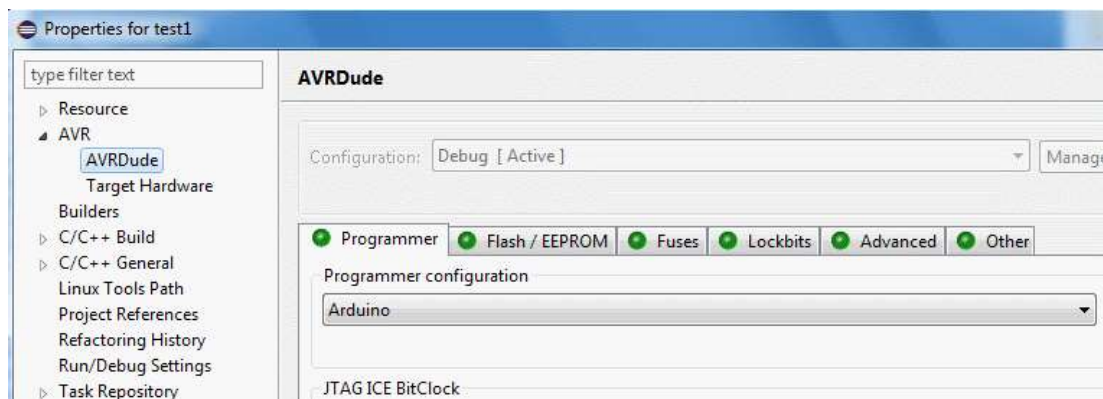 Properties for test1
type filter text
Resource
AVR
AVRDude
Target Hardware
Builders
C/C++ Build
C/C++ General
Linux Tools Path
Project References
Refactoring History
Run/Debug Settings
Task Repository
AVRDude
Configuration: Debug [ Active ]
Programmer Flash / EEPROM Fuses Lockbits Advanced Other
Programmer configuration
Arduino
JTAG ICE BitClock